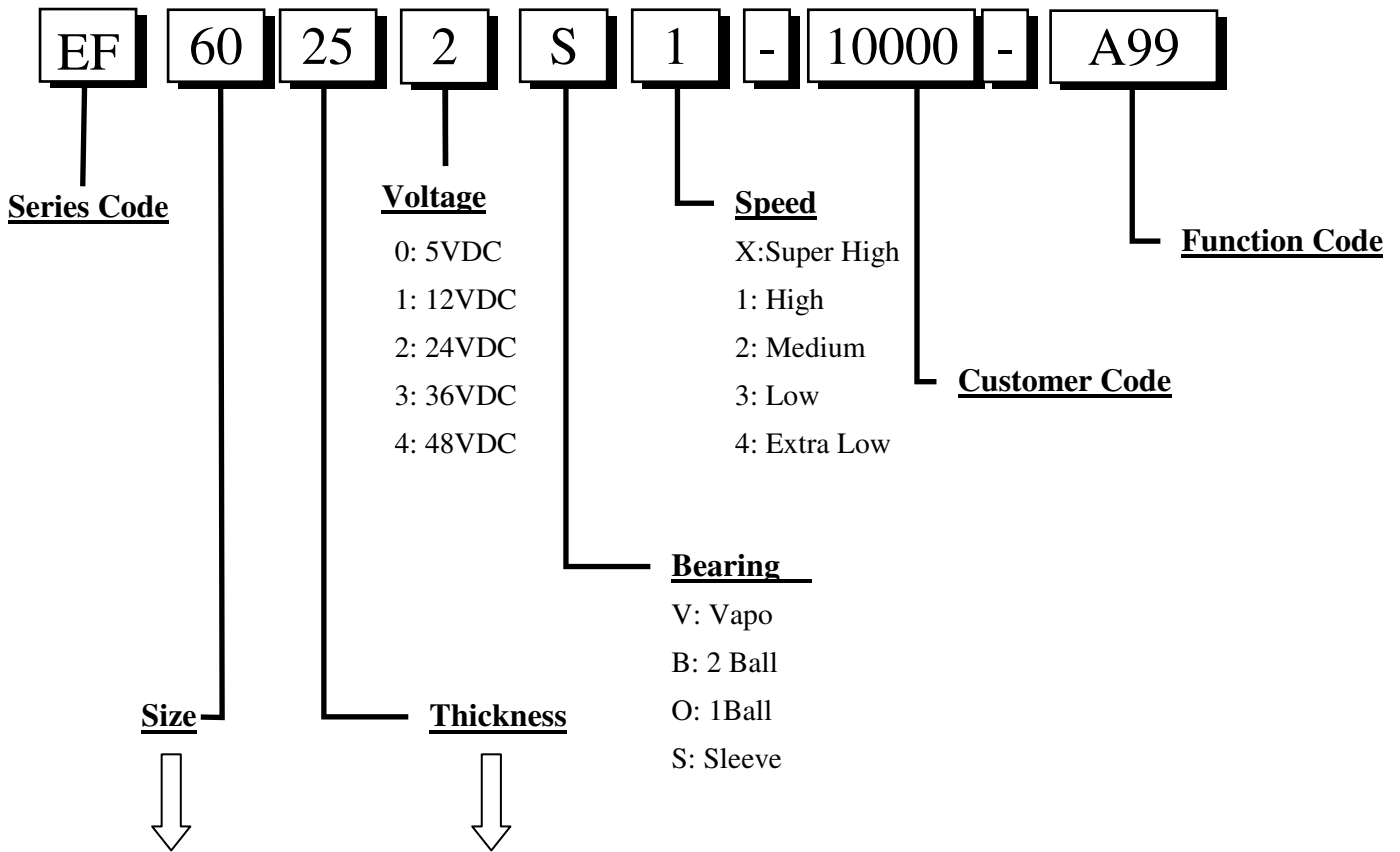 EF 60 25 2 S 1 - 10000 - A99
Series Code
Voltage
0: 5VDC
1: 12VDC
2: 24VDC
3: 36VDC
4: 48VDC
Speed
X:Super High
1: High
2: Medium
3: Low
4: Extra Low
Function Code
Customer Code
Bearing
V: Vapo
B: 2 Ball
O: 1Ball
S: Sleeve
Size
Thickness